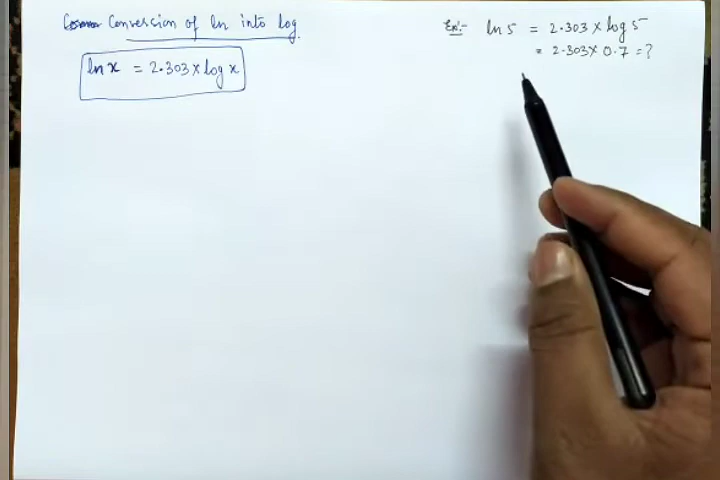 Conversion of ln into log
ln x = 2.303 × log x
Ex:- ln 5 = 2.303 × log 5
= 2.303 × 0.7 = ?